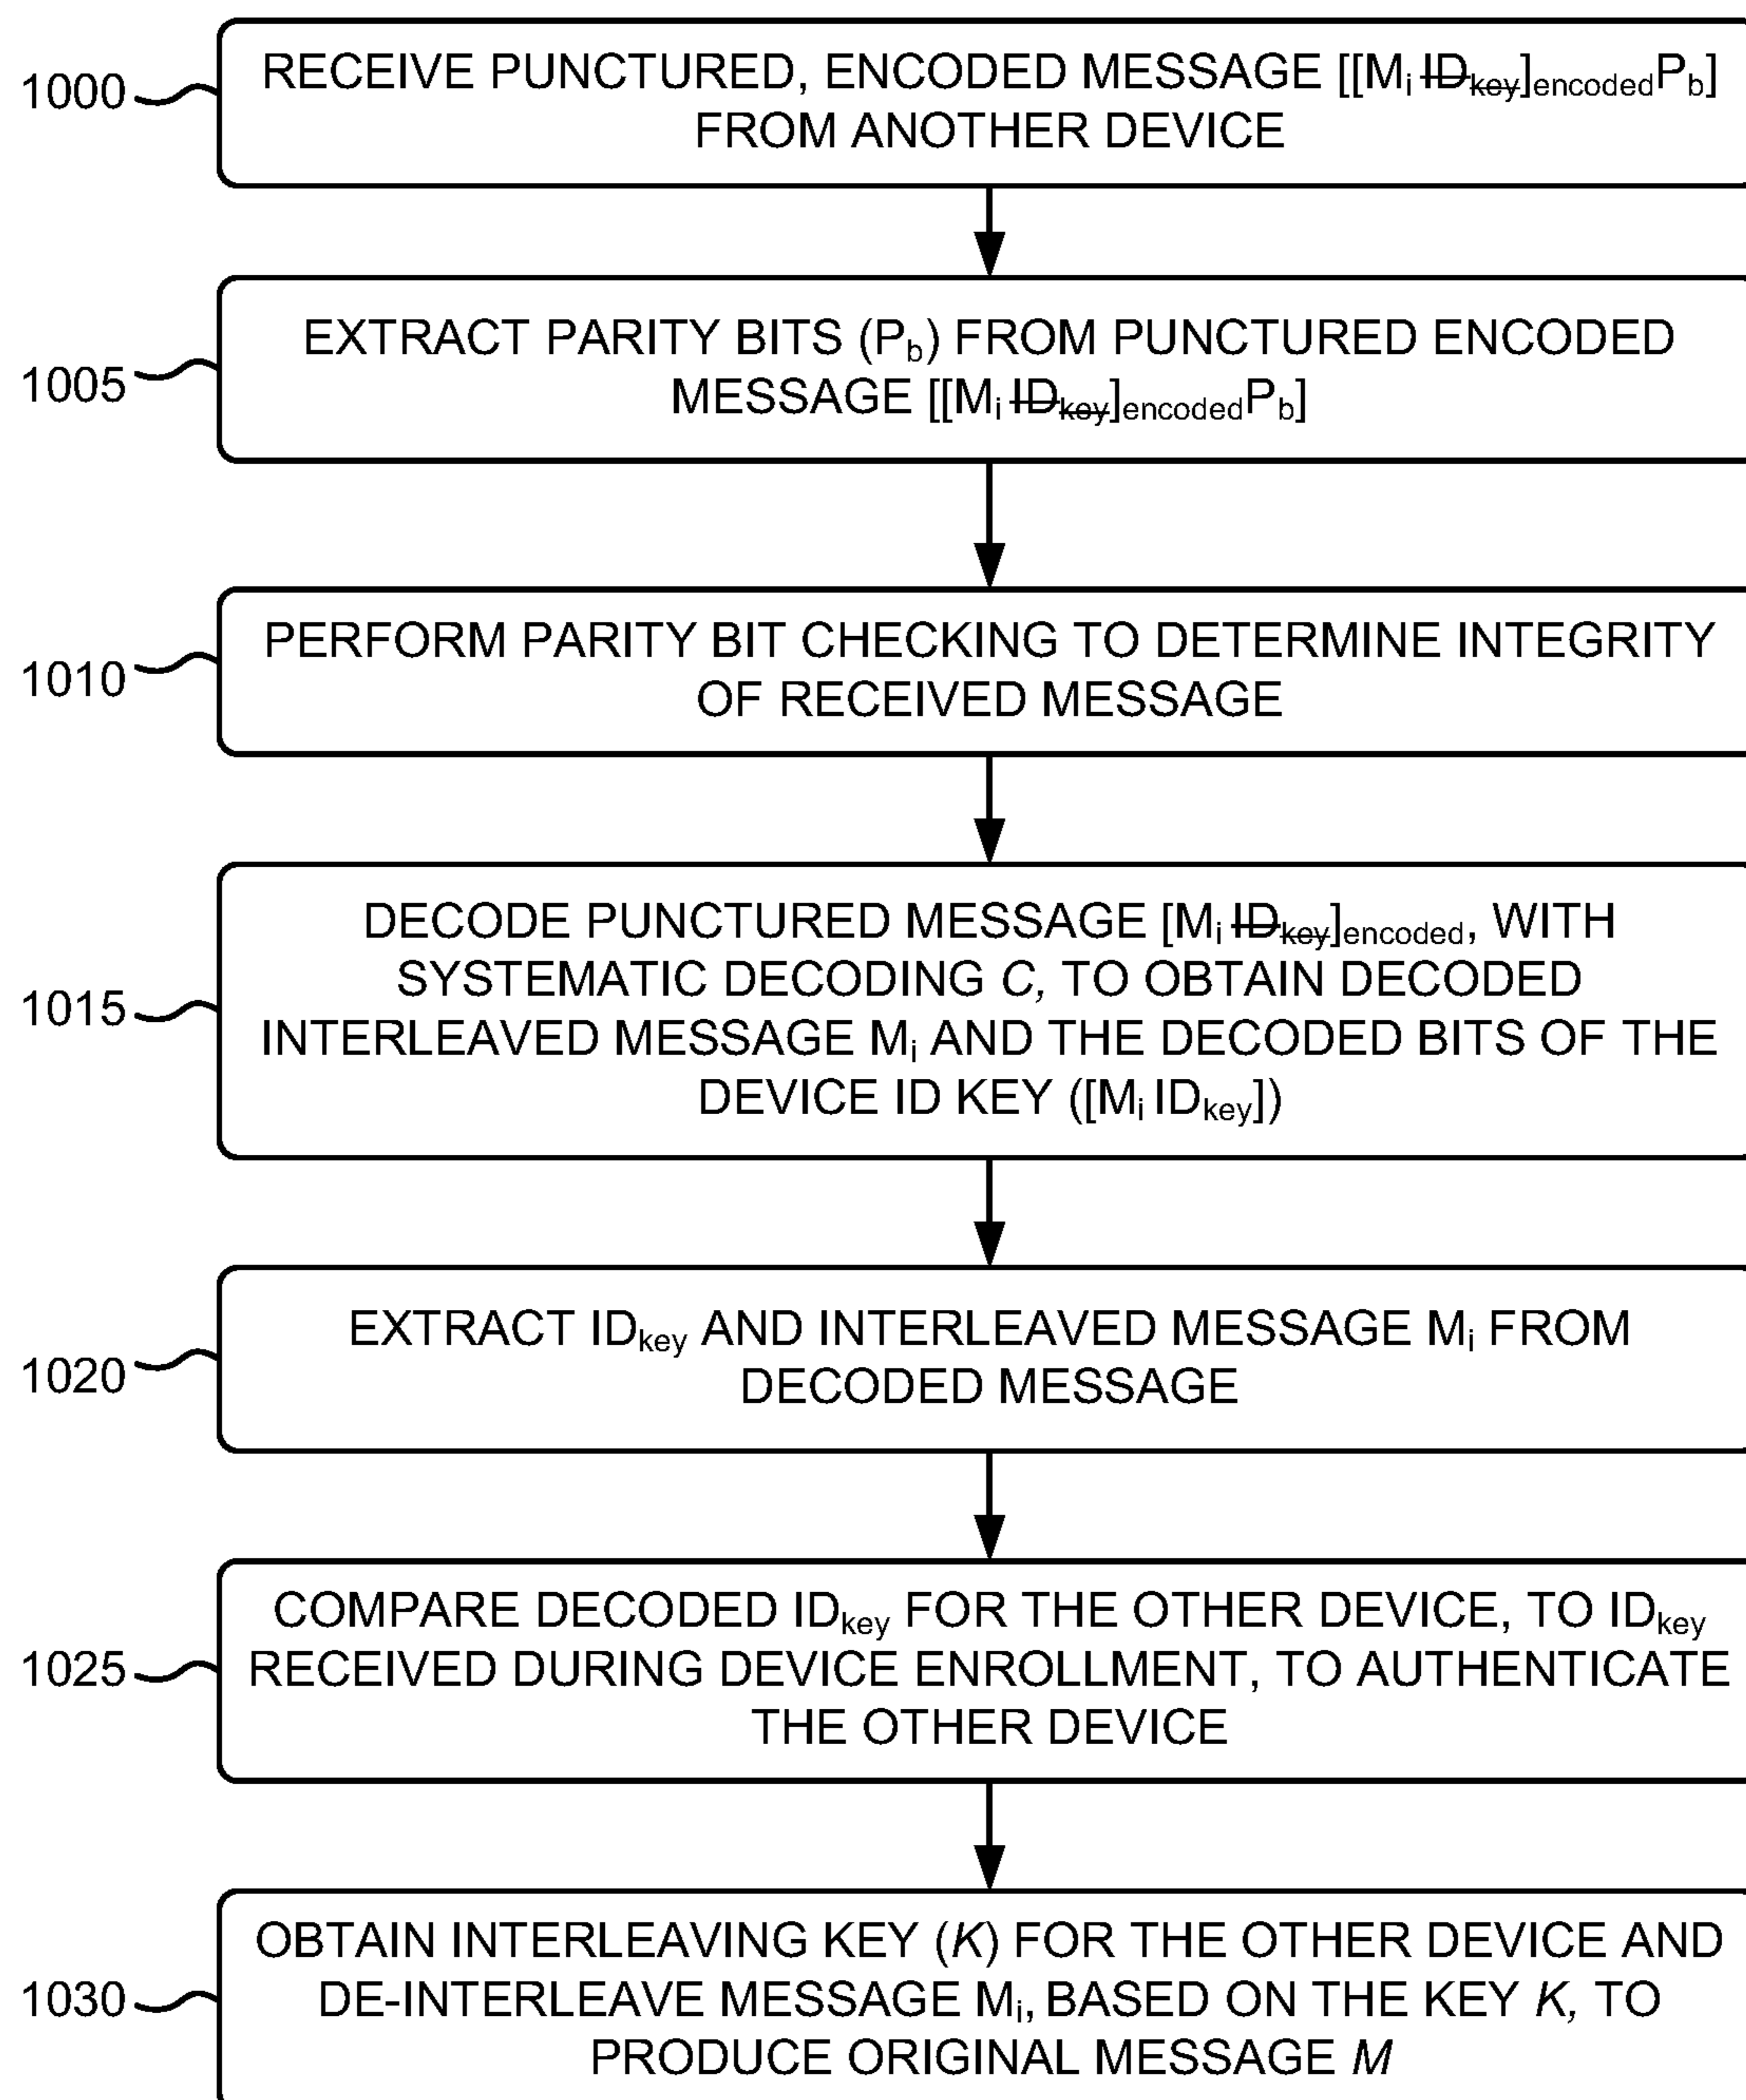 1000
RECEIVE PUNCTURED, ENCODED MESSAGE [[Mi IDkey]encodedPb]
FROM ANOTHER DEVICE
1005
EXTRACT PARITY BITS (Pb) FROM PUNCTURED ENCODED
MESSAGE [[Mi IDkey]encodedPb]
1010
PERFORM PARITY BIT CHECKING TO DETERMINE INTEGRITY
OF RECEIVED MESSAGE
1015
DECODE PUNCTURED MESSAGE [Mi IDkey]encoded, WITH
SYSTEMATIC DECODING C, TO OBTAIN DECODED
INTERLEAVED MESSAGE Mi AND THE DECODED BITS OF THE
DEVICE ID KEY ([Mi IDkey])
1020
EXTRACT IDkey AND INTERLEAVED MESSAGE Mi FROM
DECODED MESSAGE
1025
COMPARE DECODED IDkey FOR THE OTHER DEVICE, TO IDkey
RECEIVED DURING DEVICE ENROLLMENT, TO AUTHENTICATE
THE OTHER DEVICE
1030
OBTAIN INTERLEAVING KEY (K) FOR THE OTHER DEVICE AND
DE-INTERLEAVE MESSAGE Mi, BASED ON THE KEY K, TO
PRODUCE ORIGINAL MESSAGE M